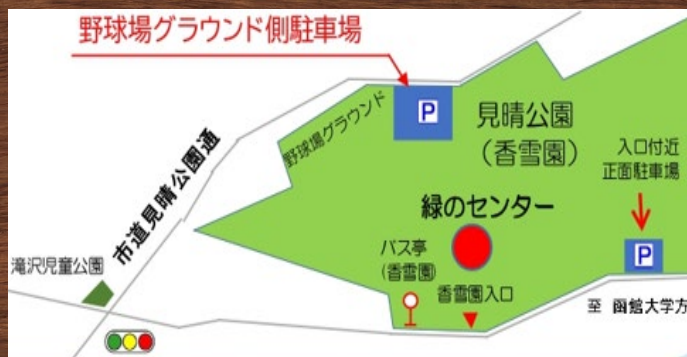 野球場グラウンド側駐車場
P
見晴公園
(香雪園)
野球場グラウンド
入口付近
正面駐車場
P
市道見晴公園通
緑のセンター
バス亭
(香雪園)
香雪園入口
滝沢児童公園
至 函館大学方